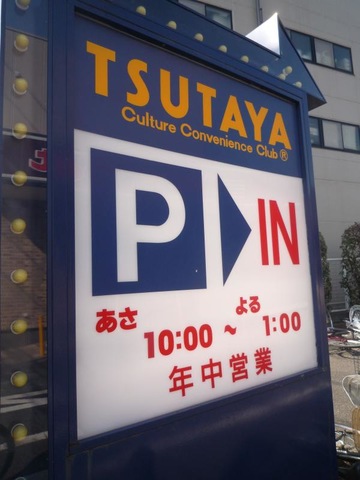 TSUTAYA
Culture Convenience Club®
P IN
あさ よる
10:00 ~ 1:00
年中営業